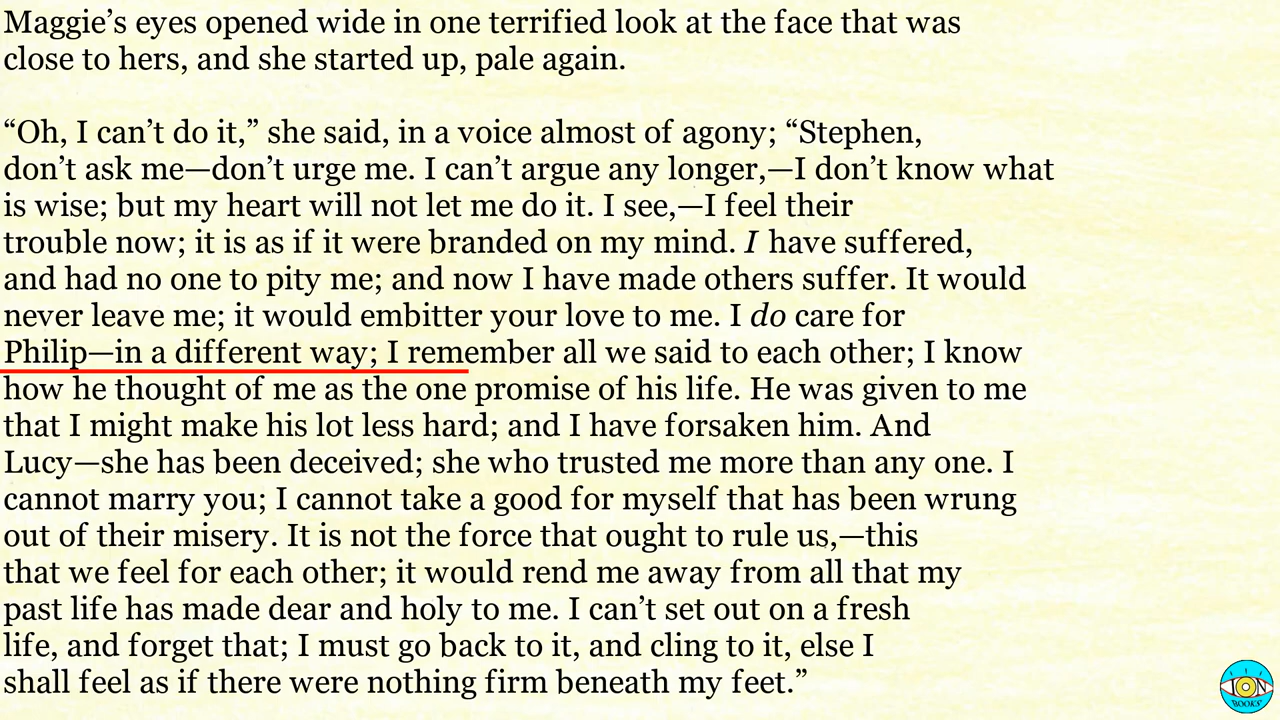 Maggie’s eyes opened wide in one terrified look at the face that was
close to hers, and she started up, pale again.
“Oh, I can’t do it,” she said, in a voice almost of agony; “Stephen,
don’t ask me—don’t urge me. I can’t argue any longer,—I don’t know what
is wise; but my heart will not let me do it. I see,—I feel their
trouble now; it is as if it were branded on my mind. I have suffered,
and had no one to pity me; and now I have made others suffer. It would
never leave me; it would embitter your love to me. I do care for
Philip—in a different way; I remember all we said to each other; I know
how he thought of me as the one promise of his life. He was given to me
that I might make his lot less hard; and I have forsaken him. And
Lucy—she has been deceived; she who trusted me more than any one. I
cannot marry you; I cannot take a good for myself that has been wrung
out of their misery. It is not the force that ought to rule us,—this
that we feel for each other; it would rend me away from all that my
past life has made dear and holy to me. I can’t set out on a fresh
life, and forget that; I must go back to it, and cling to it, else I
shall feel as if there were nothing firm beneath my feet.”
ION
BOOKS